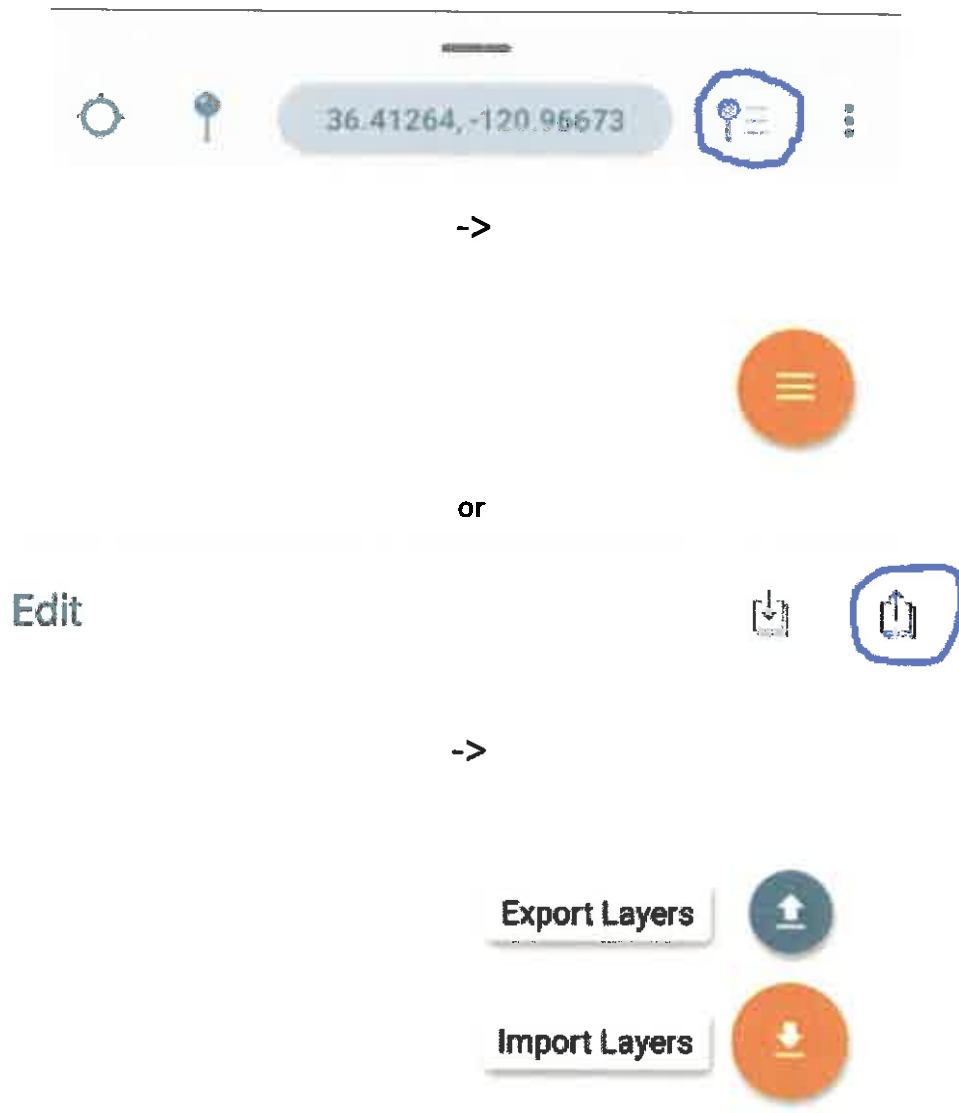 36.41264, -120.96673
->
or
Edit
->
Export Layers
Import Layers